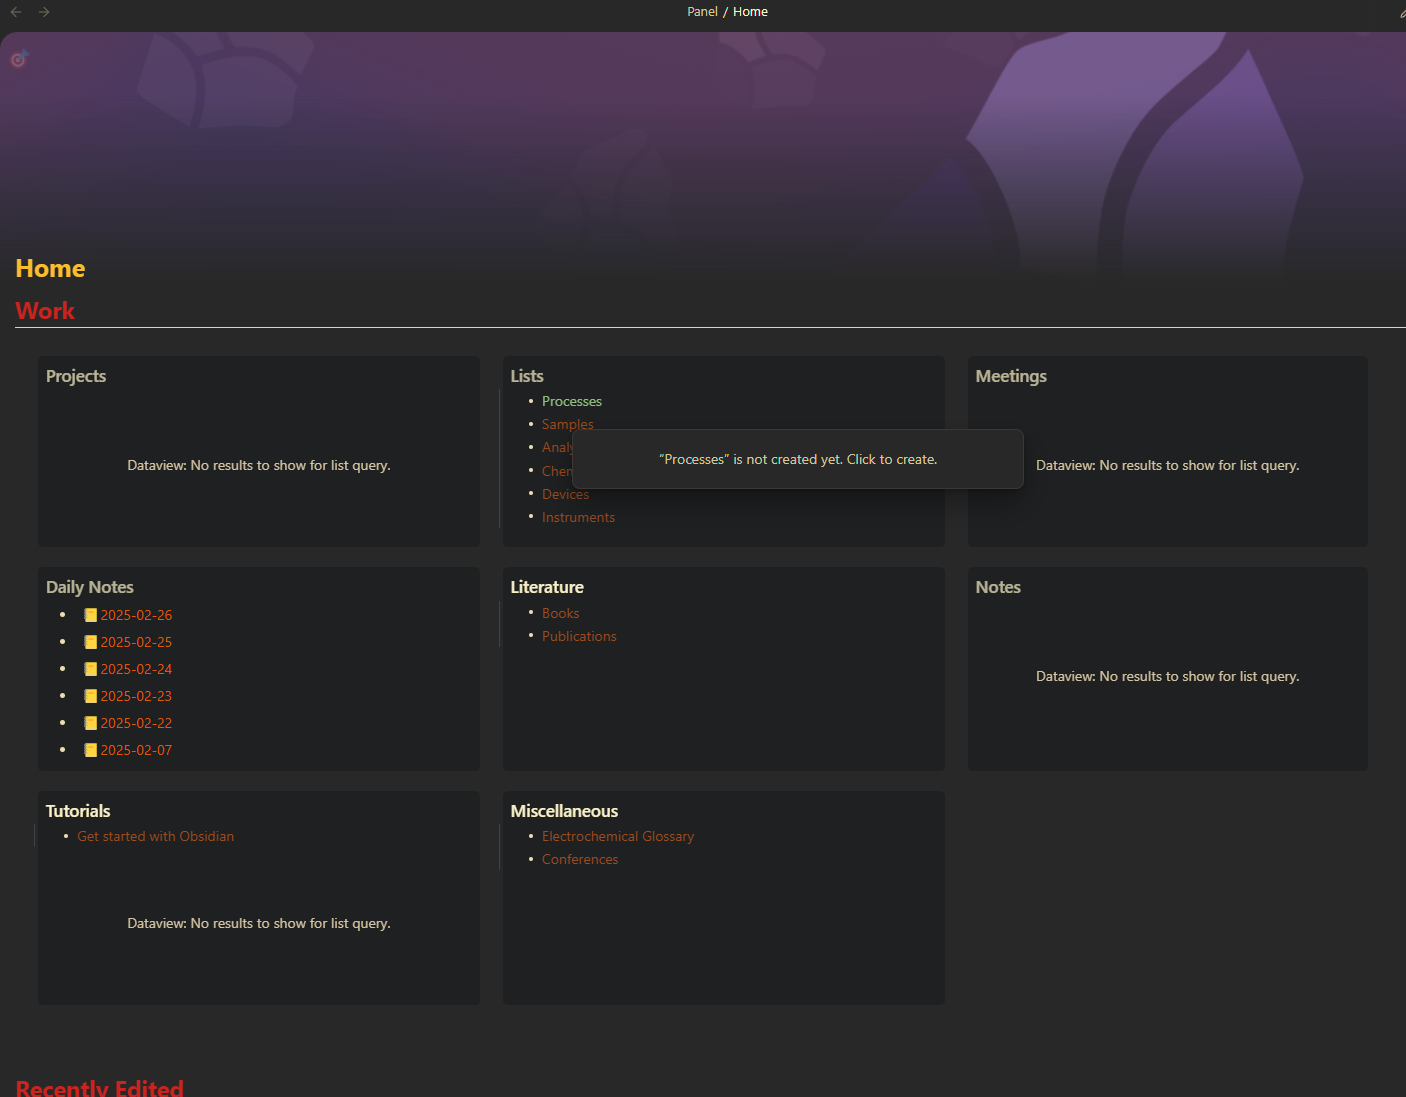 Panel / Home
Home
Work
Projects
Dataview: No results to show for list query.
Lists
Processes
Samples
Analy
Chem
Devices
Instruments
"Processes" is not created yet. Click to create.
Meetings
Dataview: No results to show for list query.
Daily Notes
2025-02-26
2025-02-25
2025-02-24
2025-02-23
2025-02-22
2025-02-07
Literature
Books
Publications
Notes
Dataview: No results to show for list query.
Tutorials
Get started with Obsidian
Dataview: No results to show for list query.
Miscellaneous
Electrochemical Glossary
Conferences
Recently Edited